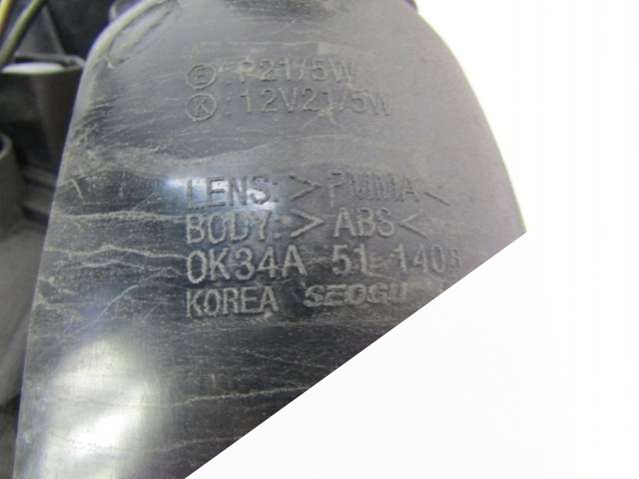 Ⓔ: P21/5W
Ⓚ: 12V21/5W
LENS: >PMMA<
BODY: >ABS<
0K34A 51 140
KOREA SEOGU